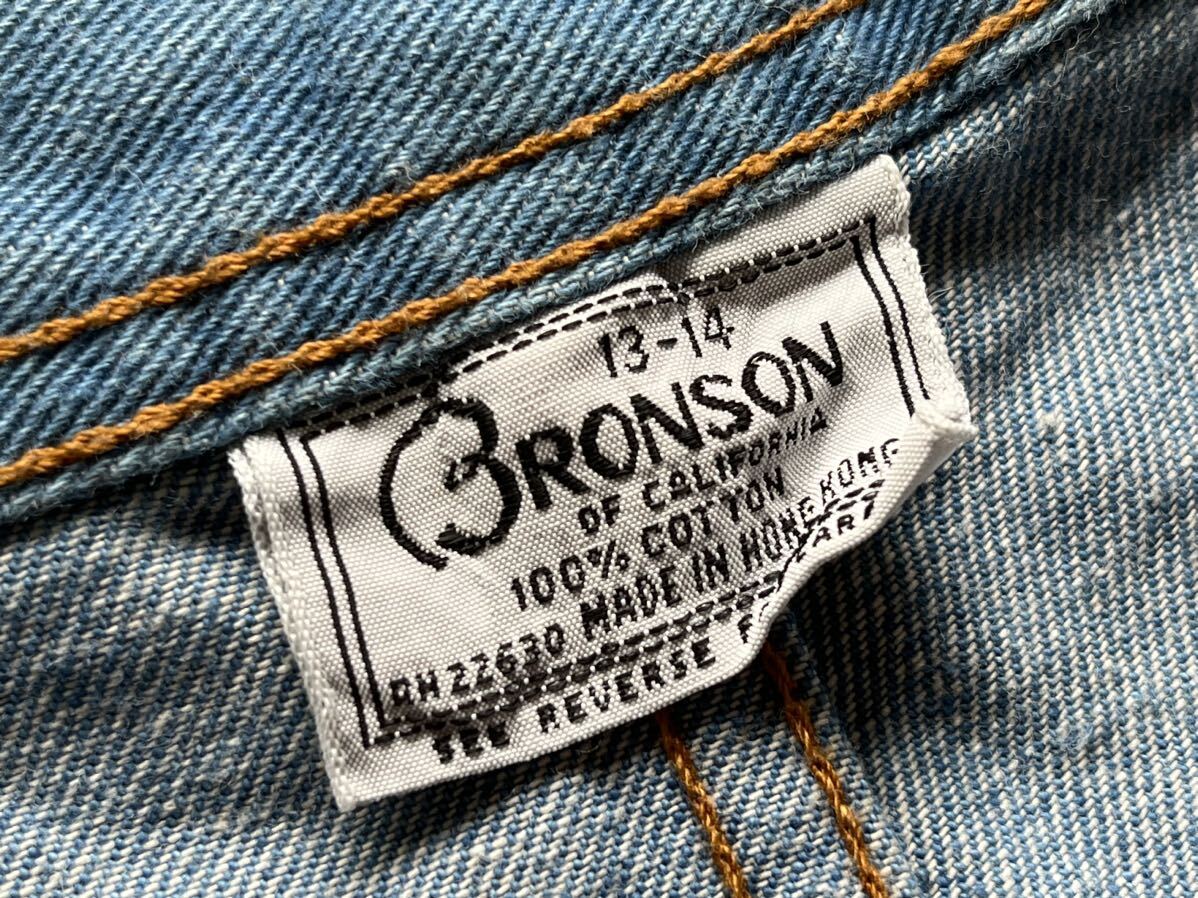 13-14
BRONSON
OF CALIFORNIA
100% COTTON
RN 22630 MADE IN HONG KONG
SEE REVERSE